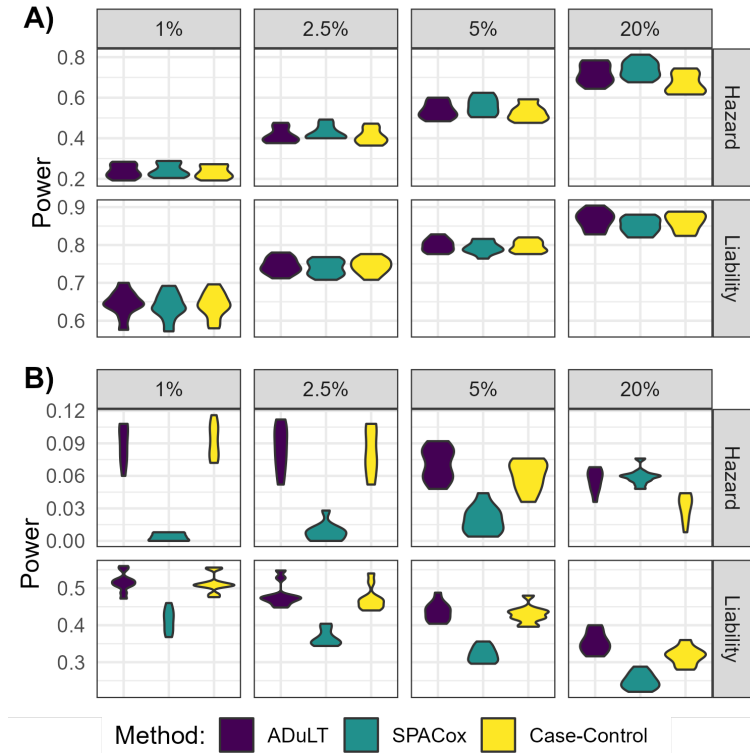 A)
1% 2.5% 5% 20%
0.8
0.6
0.4
0.2
Hazard
Power
0.9
0.8
0.7
0.6
Liability
B)
1% 2.5% 5% 20%
0.12
0.09
0.06
0.03
0.00
Hazard
Power
0.5
0.4
0.3
Liability
Method: ADuLT SPACox Case-Control